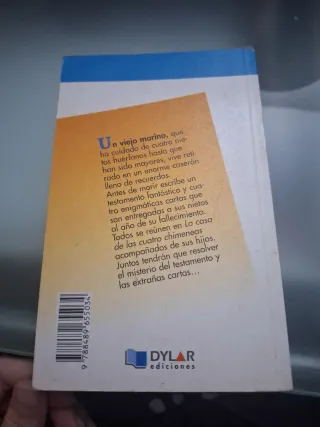 Un viejo marino, que
ha cuidado de cuatro nie-
tos huérfanos hasta que
han sido mayores, vive reti-
rado en un enorme caserón
lleno de recuerdos.
Antes de morir escribe un
testamento fantástico y cua-
tro enigmáticas cartas que
son entregadas a sus nietos
al año de su fallecimiento.
Todos se reúnen en La casa
de las cuatro chimeneas
acompañados de sus hijos.
Juntos tendrán que resolver
el misterio del testamento y
las extrañas cartas...
9 788489 655034
DYLAR
ediciones